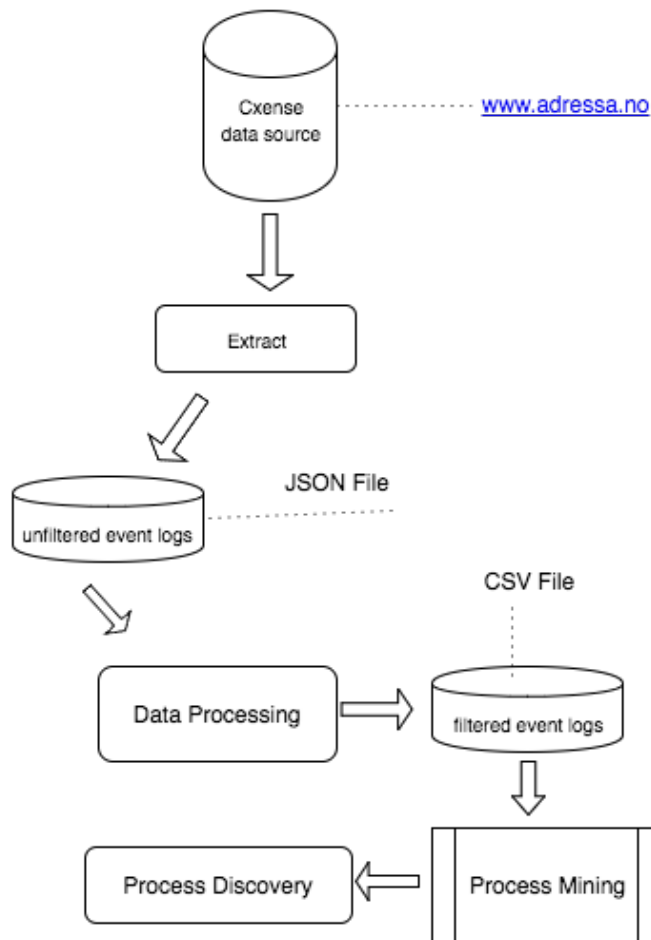 Cxense
data source
www.adressa.no
Extract
JSON File
unfiltered event logs
CSV File
Data Processing
filtered event logs
Process Discovery
Process Mining